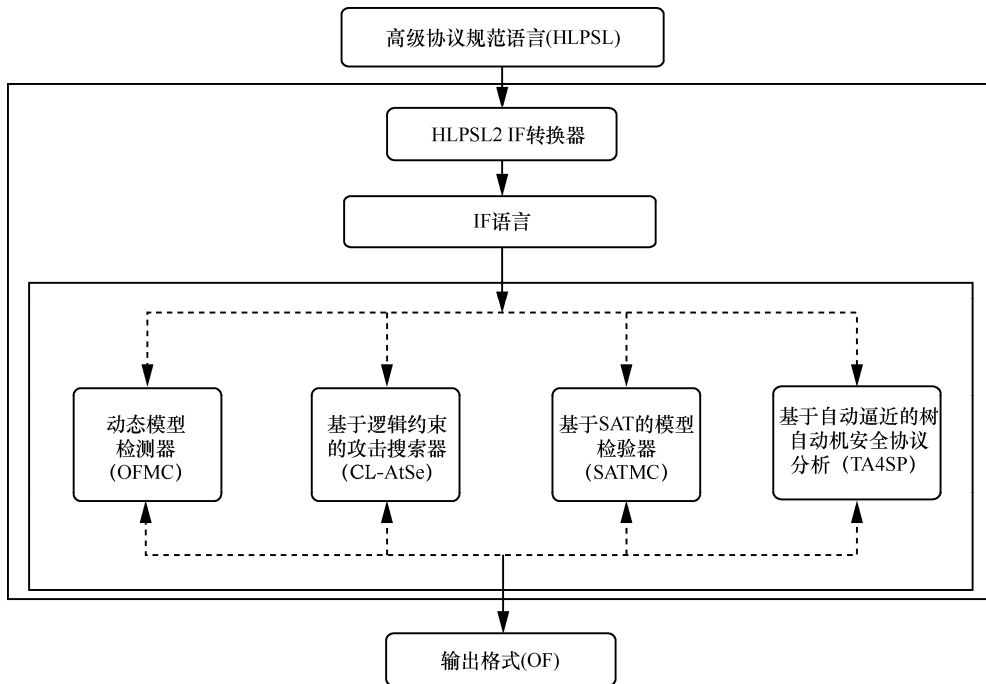 高级协议规范语言(HLPSL)
HLPSL2 IF转换器
IF语言
动态模型
检测器
(OFMC)
基于逻辑约束
的攻击搜索器
(CL-AtSe)
基于SAT的模型
检验器
(SATMC)
基于自动逼近的树
自动机安全协议
分析（TA4SP）
输出格式(OF)